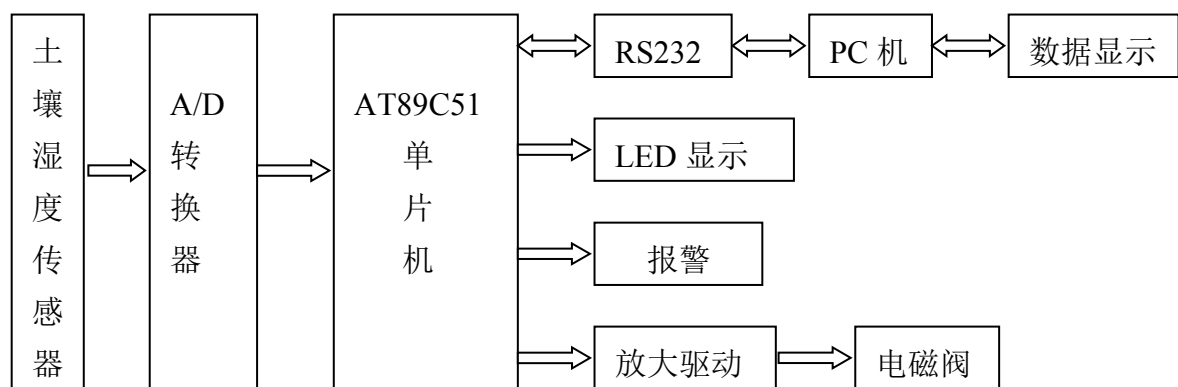 土壤湿度传感器
A/D
转换器
AT89C51
单片机
RS232
PC 机
数据显示
LED 显示
报警
放大驱动
电磁阀